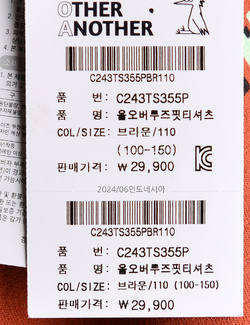 OTHER
ANOTHER
C243TS355PBR110
품 번: C243TS355P
품 명: 올오버루즈핏티셔츠
COL/SIZE: 브라운/110
(100-150)
판매가격: ₩29,900
2024/06인도네시아
C243TS355PBR110
품 번: C243TS355P
품 명: 올오버루즈핏티셔츠
COL/SIZE: 브라운/110 (100-150)
판매가격: ₩29,900